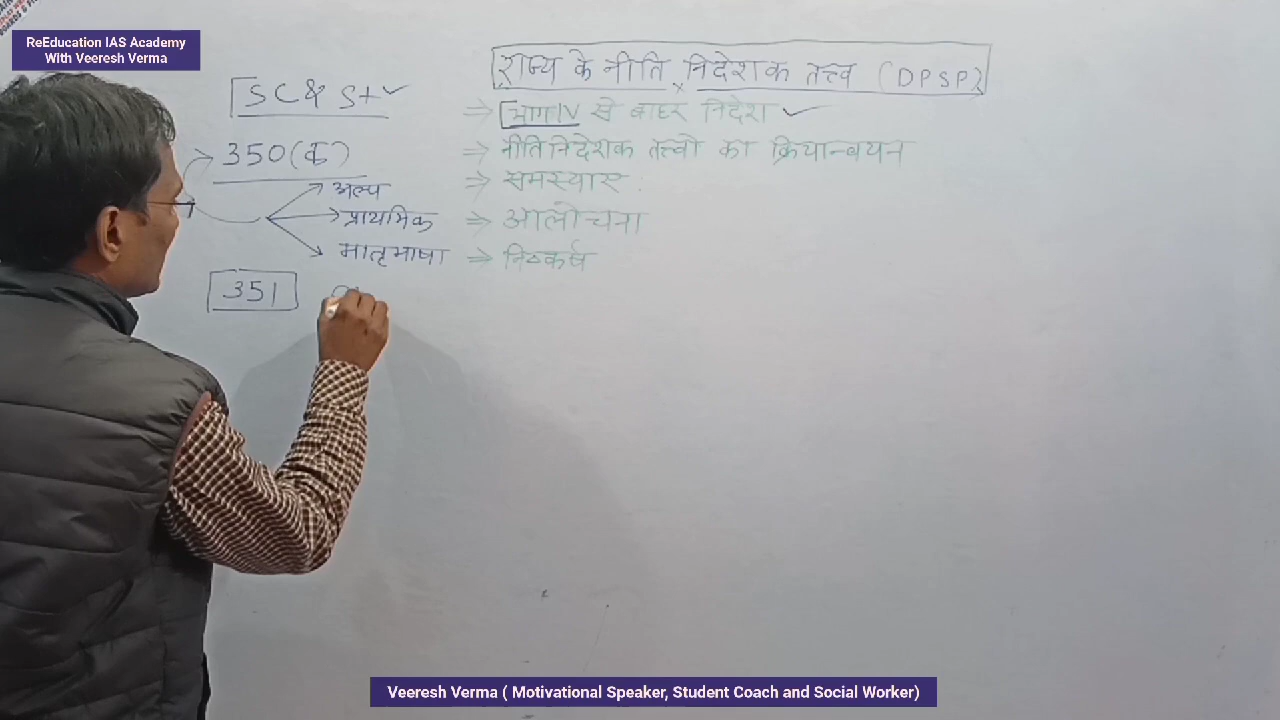 ReEducation IAS Academy
With Veeresh Verma
राज्य के नीति निदेशक तत्त्व (DPSP)
⇒ भाग IV से बाहर निदेश ✓
⇒ नीति निदेशक तत्त्वो का क्रियान्वयन
⇒ समस्याए :
⇒ आलोचना
⇒ निष्कर्ष
SC & St ✓
350(क)
अल्प
प्राथमिक
मातृभाषा
351
Veeresh Verma ( Motivational Speaker, Student Coach and Social Worker)